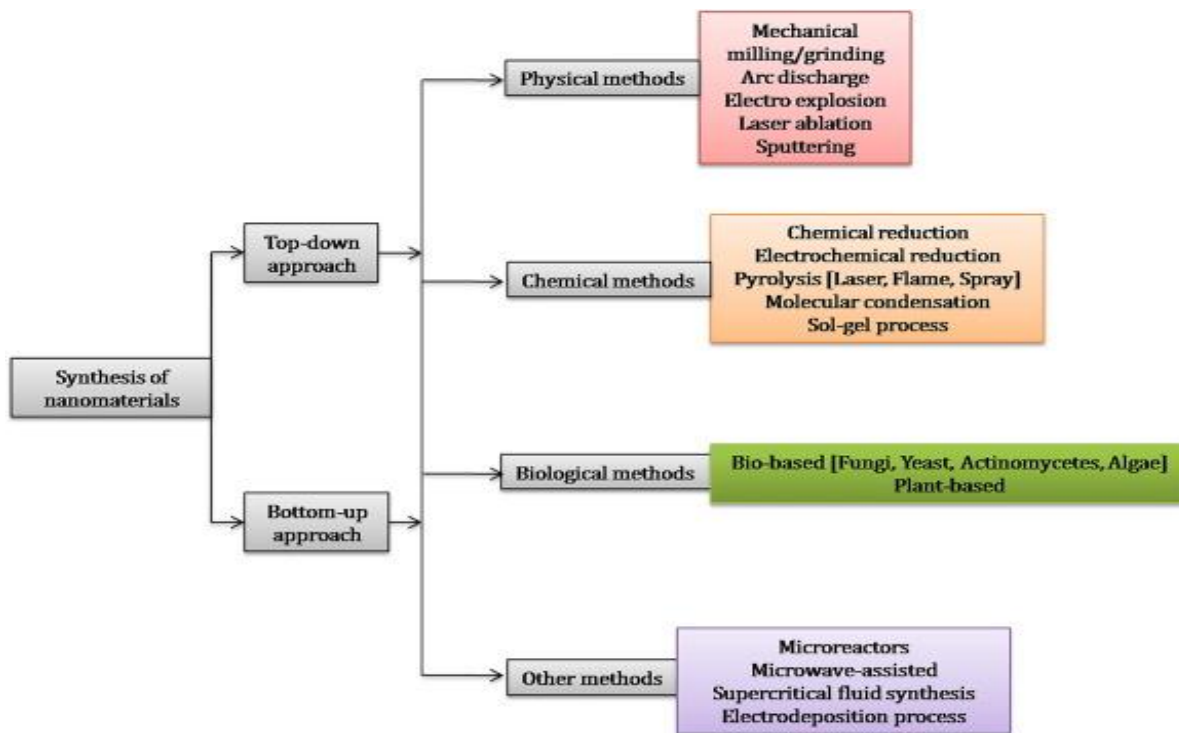 Synthesis of
nanomaterials
Top-down
approach
Bottom-up
approach
Physical methods
Mechanical
milling/grinding
Arc discharge
Electro explosion
Laser ablation
Sputtering
Chemical methods
Chemical reduction
Electrochemical reduction
Pyrolysis [Laser, Flame, Spray]
Molecular condensation
Sol-gel process
Biological methods
Bio-based [Fungi, Yeast, Actinomycetes, Algae]
Plant-based
Other methods
Microreactors
Microwave-assisted
Supercritical fluid synthesis
Electrodeposition process